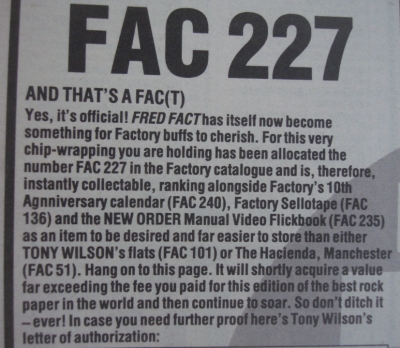 FAC 227
AND THAT'S A FAC(T)
Yes, it's official! FRED FACT has itself now become
something for Factory buffs to cherish. For this very
chip-wrapping you are holding has been allocated the
number FAC 227 in the Factory catalogue and is, therefore,
instantly collectable, ranking alongside Factory's 10th
Agnniversary calendar (FAC 240), Factory Sellotape (FAC
136) and the NEW ORDER Manual Video Flickbook (FAC 235)
as an item to be desired and far easier to store than either
TONY WILSON's flats (FAC 101) or The Hacienda, Manchester
(FAC 51). Hang on to this page. It will shortly acquire a value
far exceeding the fee you paid for this edition of the best rock
paper in the world and then continue to soar. So don't ditch it
– ever! In case you need further proof here's Tony Wilson's
letter of authorization: